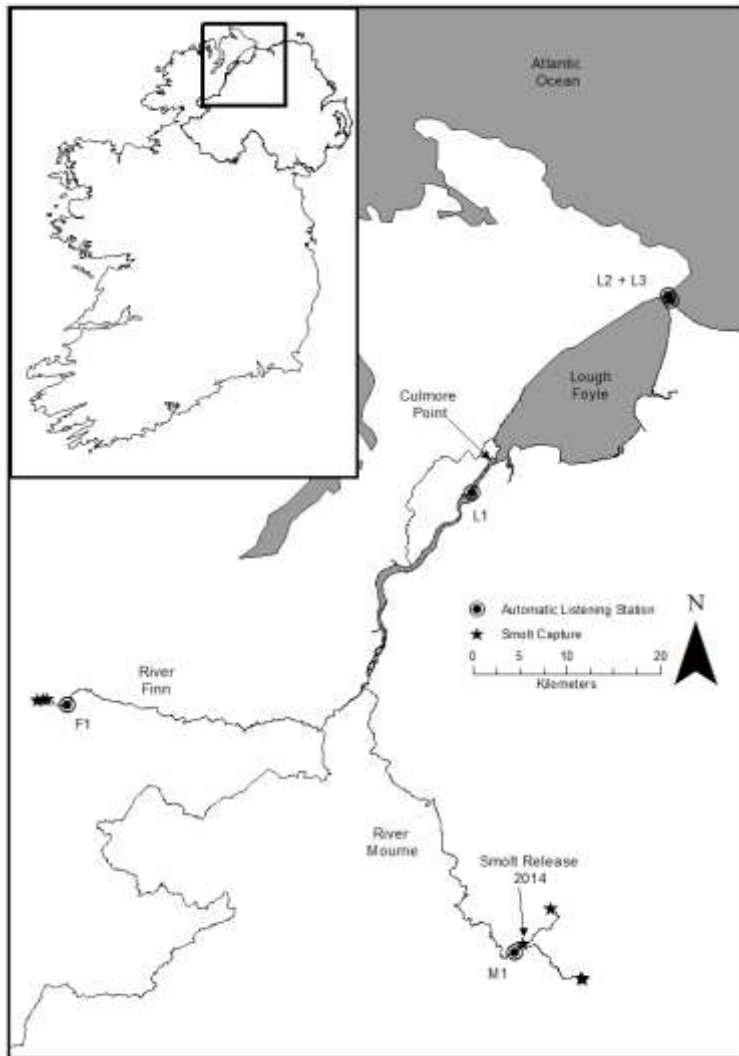 Atlantic
Ocean
L2 + L3
Lough
Foyle
Culmore
Point
L1
Automatic Listening Station
N
Smolt Capture
0 5 10 20
Kilometers
River
Finn
F1
River
Mourne
Smolt Release
2014
M1